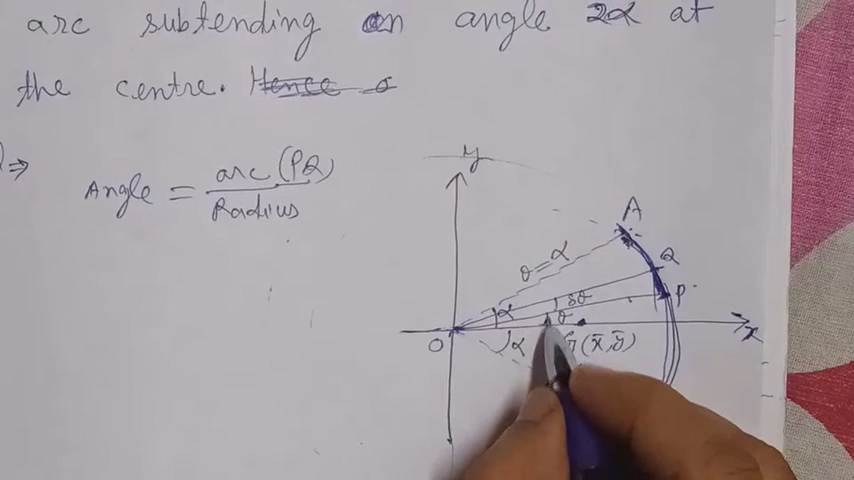 arc subtending an angle 2α at
the centre. Hence
⇒ Angle = arc (PQ) / Radius
y
A
θ = α
Q
δθ
P
α
θ
x
O
α
G(x̄, ȳ)